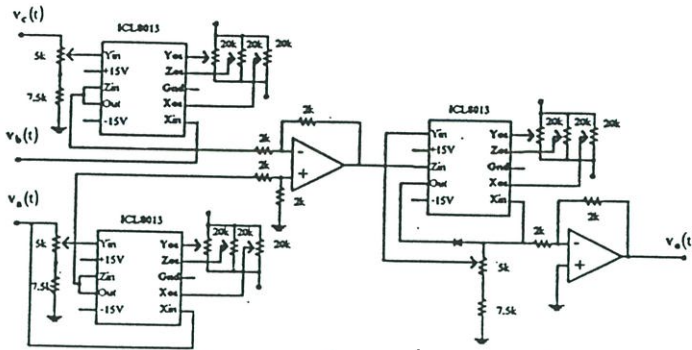 v_c(t)
ICL8013
5k
Yin
+15V
Zin
Out
-15V
Yos
Zos
Gnd
Xos
Xin
20k
20k
20k
7.5k
v_b(t)
2k
2k
-
+
2k
2k
v_a(t)
ICL8013
5k
Yin
+15V
Zin
Out
-15V
Yos
Zos
Gnd
Xos
Xin
20k
20k
20k
7.5k
ICL8013
Yin
+15V
Zin
Out
-15V
Yos
Zos
Gnd
Xos
Xin
20k
20k
20k
5k
7.5k
2k
2k
-
+
v_o(t